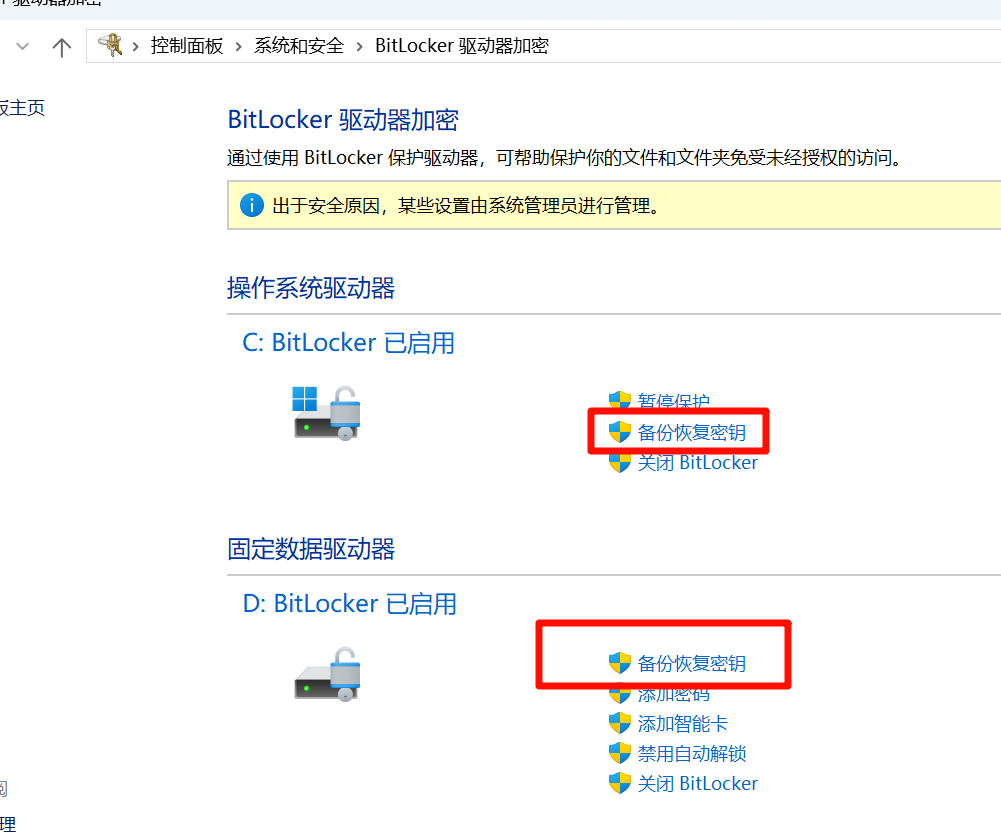 控制面板 › 系统和安全 › BitLocker 驱动器加密
板主页
BitLocker 驱动器加密
通过使用 BitLocker 保护驱动器，可帮助保护你的文件和文件夹免受未经授权的访问。
出于安全原因，某些设置由系统管理员进行管理。
操作系统驱动器
C: BitLocker 已启用
暂停保护
备份恢复密钥
关闭 BitLocker
固定数据驱动器
D: BitLocker 已启用
备份恢复密钥
添加密码
添加智能卡
禁用自动解锁
关闭 BitLocker
理